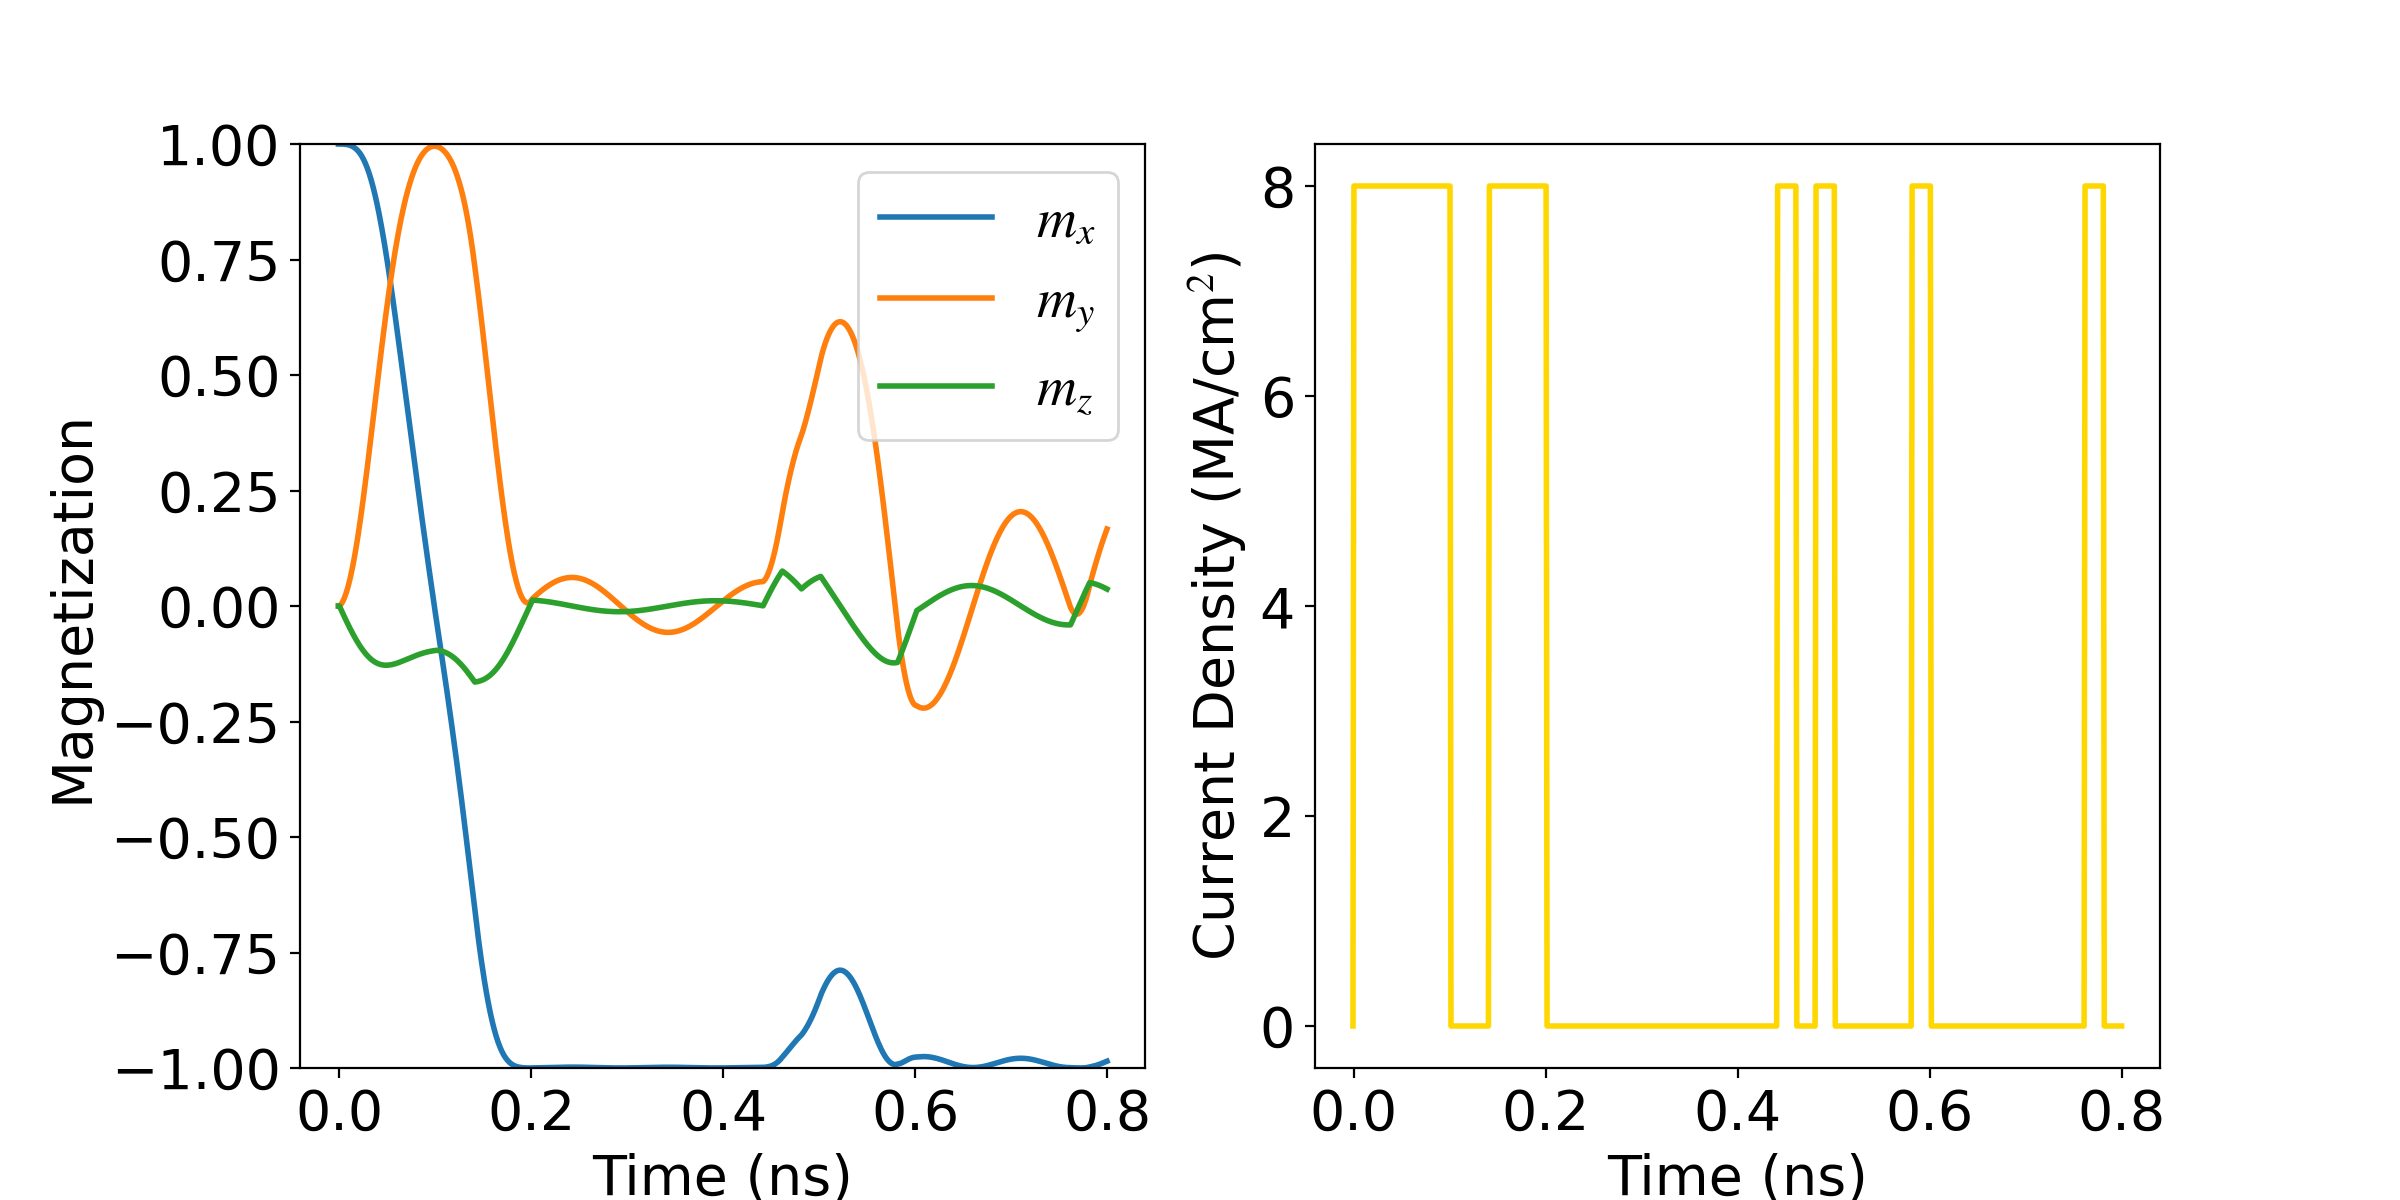 1.00
0.75
0.50
0.25
0.00
−0.25
−0.50
−0.75
−1.00
Magnetization
0.0 0.2 0.4 0.6 0.8
Time (ns)
m_x
m_y
m_z
8
6
4
2
0
Current Density (MA/cm²)
0.0 0.2 0.4 0.6 0.8
Time (ns)